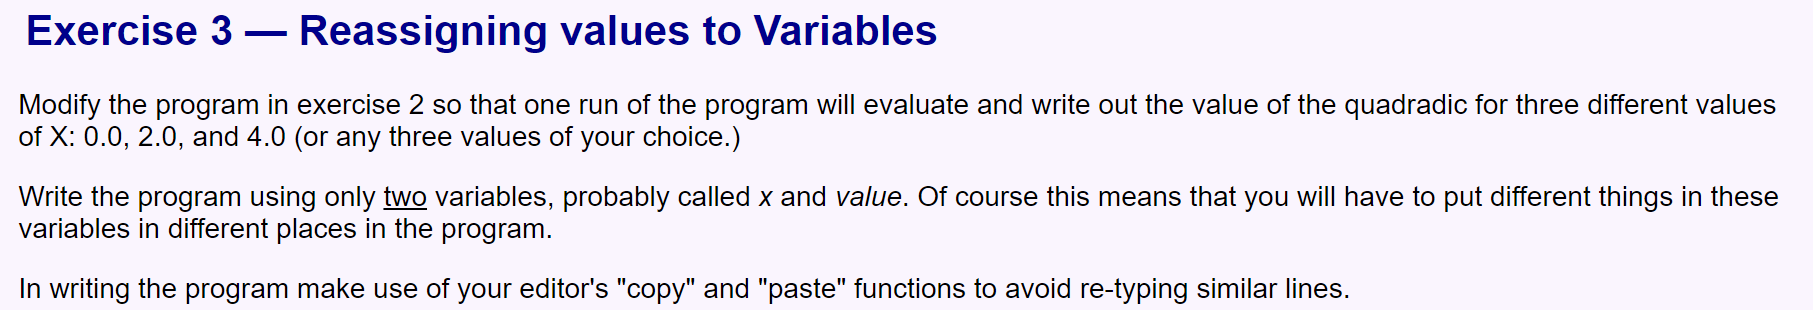 Exercise 3 — Reassigning values to Variables
Modify the program in exercise 2 so that one run of the program will evaluate and write out the value of the quadradic for three different values
of X: 0.0, 2.0, and 4.0 (or any three values of your choice.)
Write the program using only two variables, probably called x and value. Of course this means that you will have to put different things in these
variables in different places in the program.
In writing the program make use of your editor's "copy" and "paste" functions to avoid re-typing similar lines.